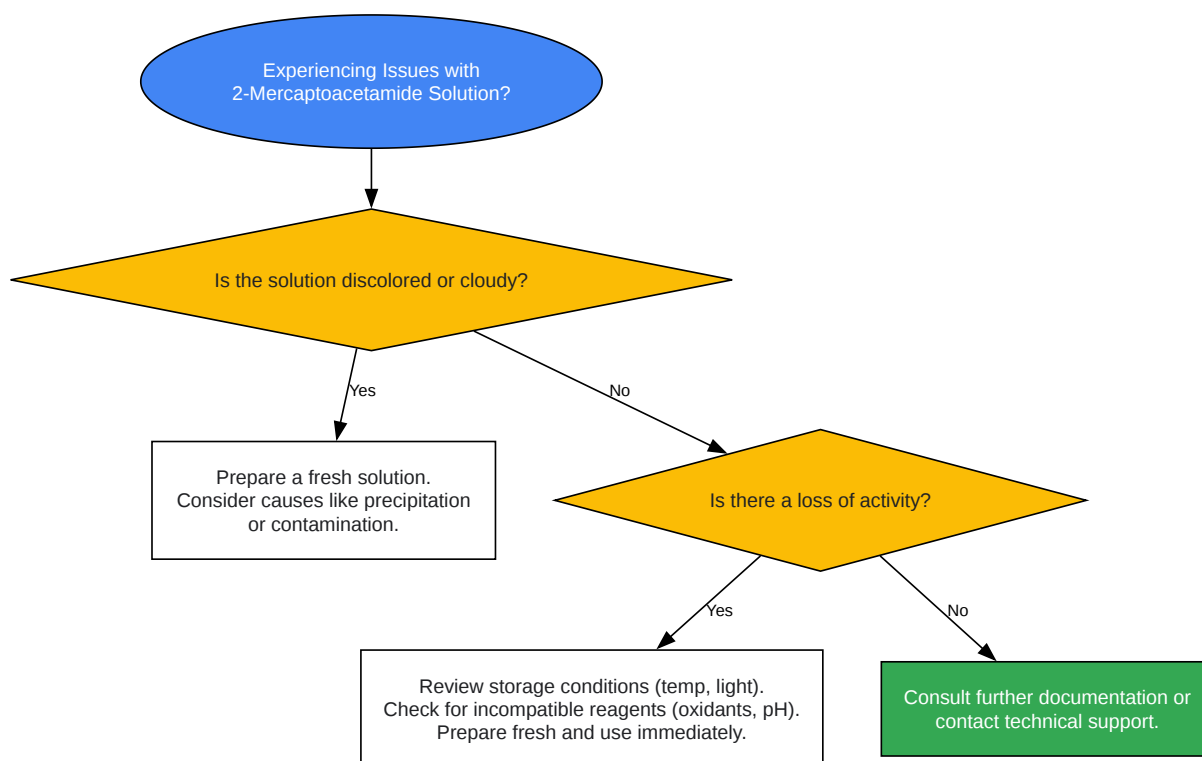 Experiencing Issues with
2-Mercaptoacetamide Solution?
Is the solution discolored or cloudy?
Yes
No
Prepare a fresh solution.
Consider causes like precipitation
or contamination.
Is there a loss of activity?
Yes
No
Review storage conditions (temp, light).
Check for incompatible reagents (oxidants, pH).
Prepare fresh and use immediately.
Consult further documentation or
contact technical support.